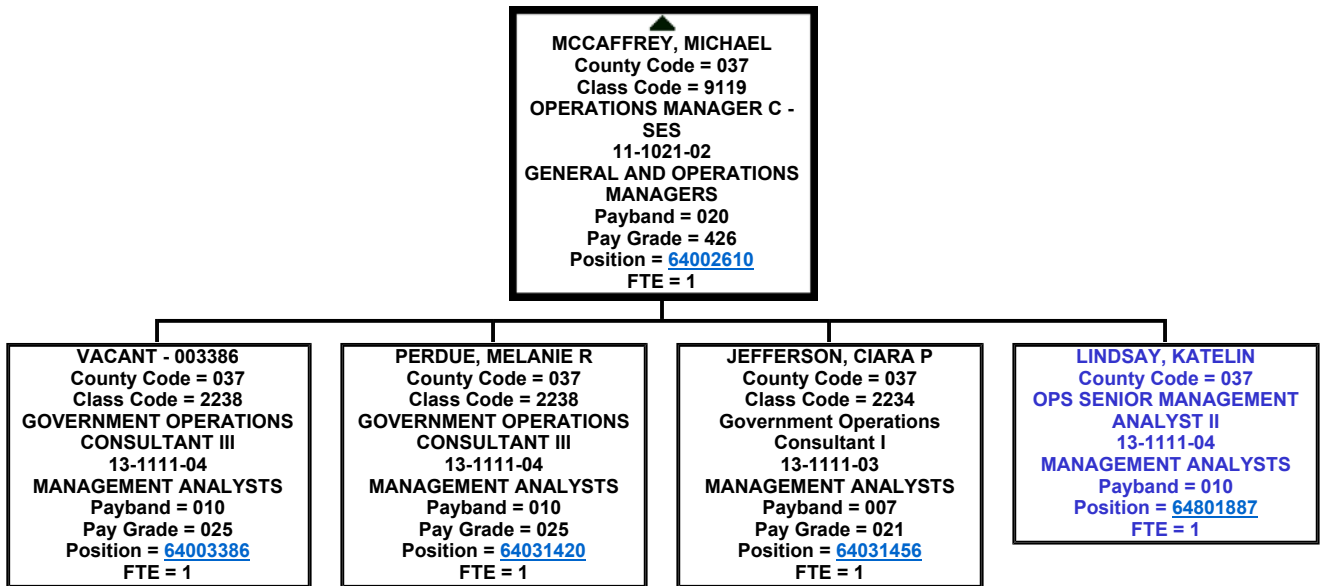 MCCAFFREY, MICHAEL
County Code = 037
Class Code = 9119
OPERATIONS MANAGER C -
SES
11-1021-02
GENERAL AND OPERATIONS
MANAGERS
Payband = 020
Pay Grade = 426
Position = 64002610
FTE = 1
VACANT - 003386
County Code = 037
Class Code = 2238
GOVERNMENT OPERATIONS
CONSULTANT III
13-1111-04
MANAGEMENT ANALYSTS
Payband = 010
Pay Grade = 025
Position = 64003386
FTE = 1
PERDUE, MELANIE R
County Code = 037
Class Code = 2238
GOVERNMENT OPERATIONS
CONSULTANT III
13-1111-04
MANAGEMENT ANALYSTS
Payband = 010
Pay Grade = 025
Position = 64031420
FTE = 1
JEFFERSON, CIARA P
County Code = 037
Class Code = 2234
Government Operations
Consultant I
13-1111-03
MANAGEMENT ANALYSTS
Payband = 007
Pay Grade = 021
Position = 64031456
FTE = 1
LINDSAY, KATELIN
County Code = 037
OPS SENIOR MANAGEMENT
ANALYST II
13-1111-04
MANAGEMENT ANALYSTS
Payband = 010
Position = 64801887
FTE = 1